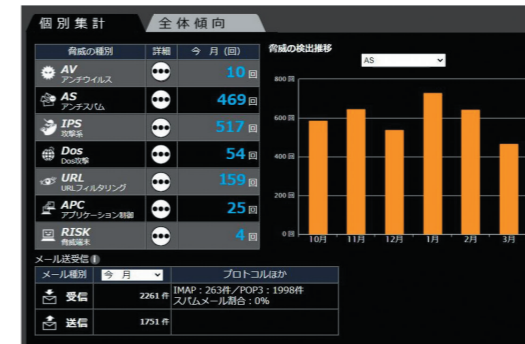 個別集計
全体傾向
脅威の種別 詳細 今 月 (回)
AV
アンチウイルス
10回
AS
アンチスパム
469回
IPS
攻撃系
517回
Dos
Dos攻撃
54回
URL
URLフィルタリング
159回
APC
アプリケーション制御
25回
RISK
脅威端末
4回
脅威の検出推移
AS
800回
600回
400回
200回
0回
10月 11月 12月 1月 2月 3月
メール送受信
メール種別 今 月 プロトコルほか
受信 2261件 IMAP:263件/POP3:1998件
スパムメール割合:0%
送信 1751件